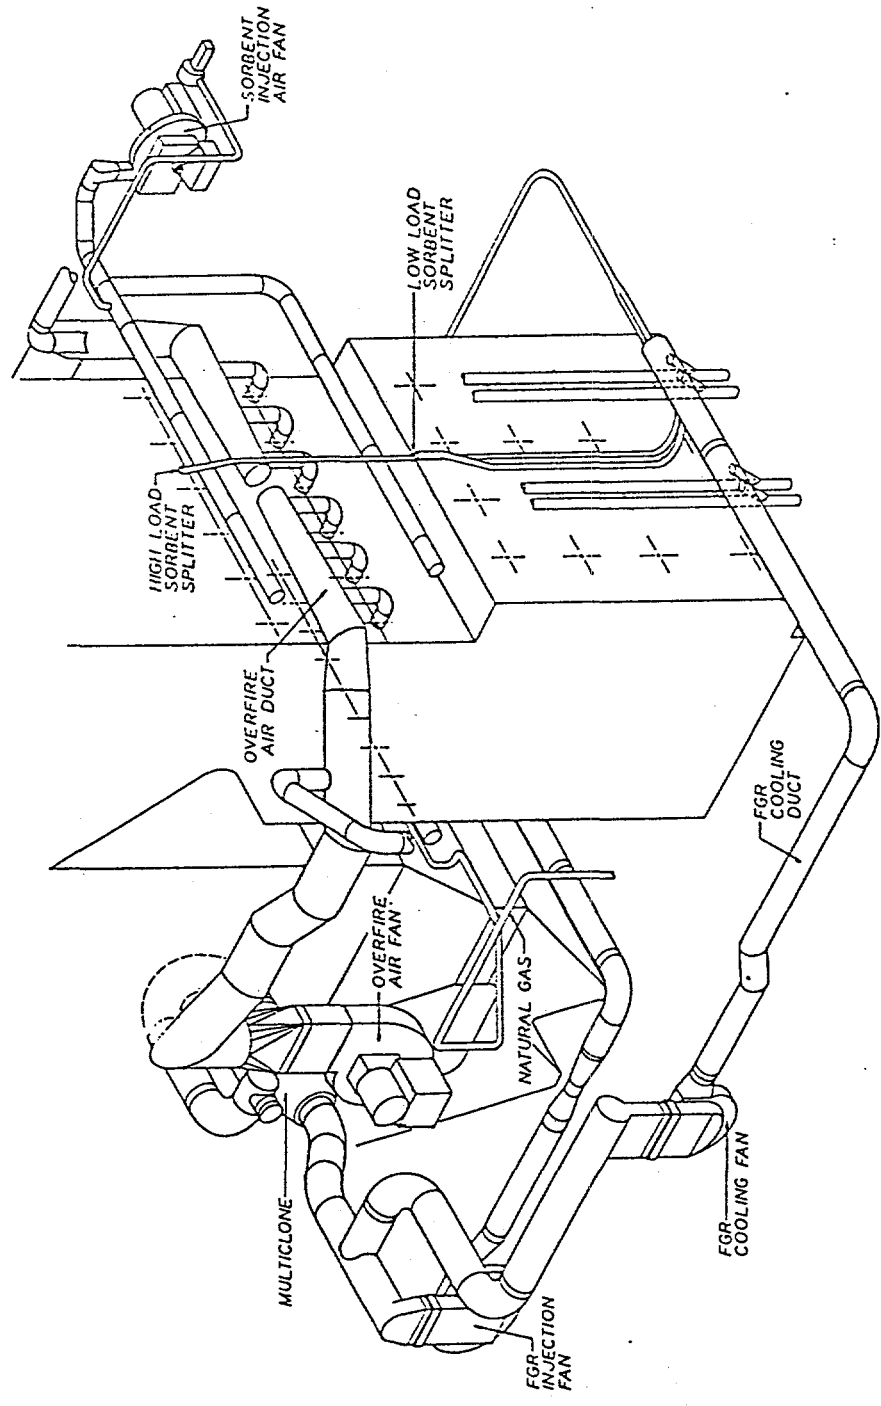 SORBENT
INJECTION
AIR FAN
LOW LOAD
SORBENT
SPLITTER
HIGH LOAD
SORBENT
SPLITTER
OVERFIRE
AIR DUCT
FGR
COOLING
DUCT
OVERFIRE
AIR FAN
NATURAL GAS
MULTICLONE
FGR
COOLING FAN
FGR
INJECTION
FAN